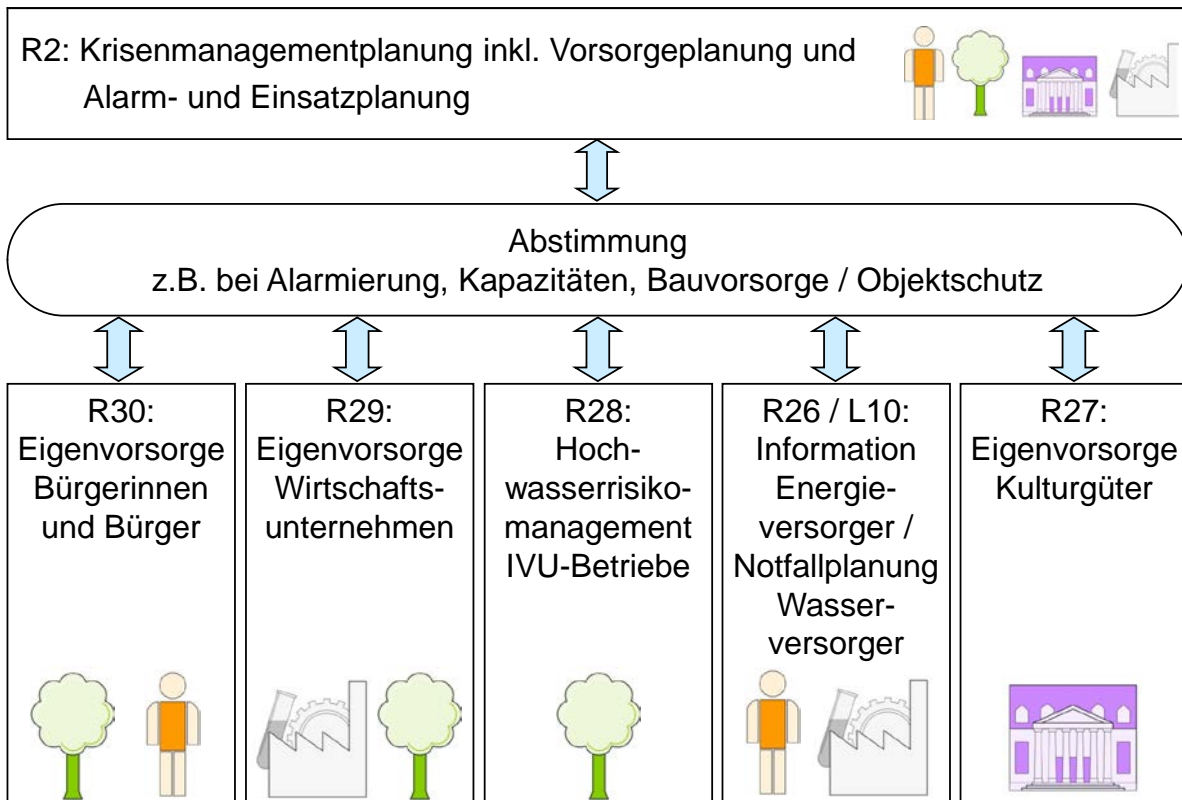 R2: Krisenmanagementplanung inkl. Vorsorgeplanung und
Alarm- und Einsatzplanung
Abstimmung
z.B. bei Alarmierung, Kapazitäten, Bauvorsorge / Objektschutz
R30:
Eigenvorsorge
Bürgerinnen
und Bürger
R29:
Eigenvorsorge
Wirtschafts-
unternehmen
R28:
Hoch-
wasserrisiko-
management
IVU-Betriebe
R26 / L10:
Information
Energie-
versorger /
Notfallplanung
Wasser-
versorger
R27:
Eigenvorsorge
Kulturgüter